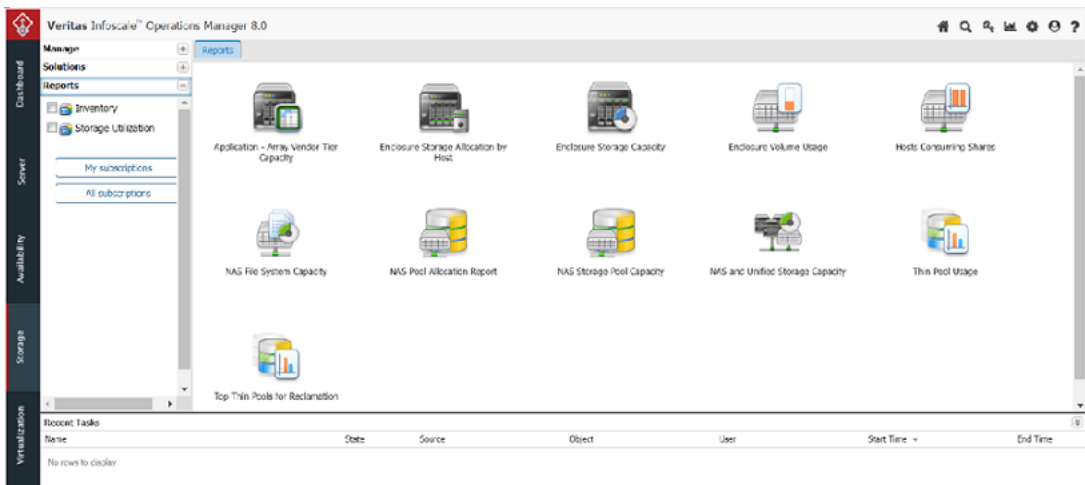 Veritas Infoscale™ Operations Manager 8.0
Dashboard
Server
Availability
Storage
Virtualization
Manage
Solutions
Reports
Inventory
Storage Utilization
My subscriptions
All subscriptions
Reports
Application - Array Vendor Tier
Capacity
Enclosure Storage Allocation by
Host
Enclosure Storage Capacity
Enclosure Volume Usage
Hosts Consuming Shares
NAS File System Capacity
NAS Pool Allocation Report
NAS Storage Pool Capacity
NAS and Unified Storage Capacity
Thin Pool Usage
Top Thin Pools for Reclamation
Recent Tasks
Name State Source Object User Start Time End Time
No rows to display